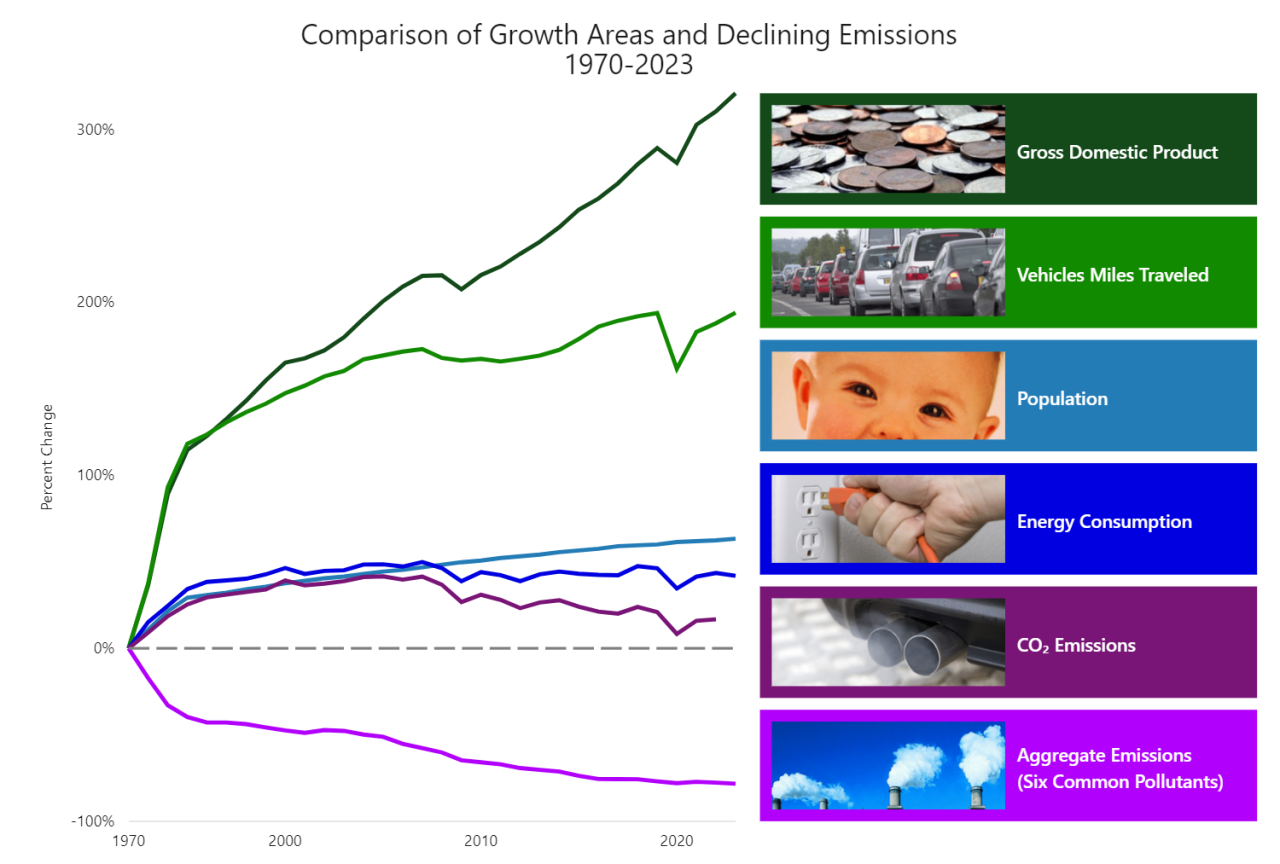 Comparison of Growth Areas and Declining Emissions
1970-2023
300%
200%
100%
0%
-100%
Percent Change
1970
2000
2010
2020
Gross Domestic Product
Vehicles Miles Traveled
Population
Energy Consumption
CO₂ Emissions
Aggregate Emissions
(Six Common Pollutants)